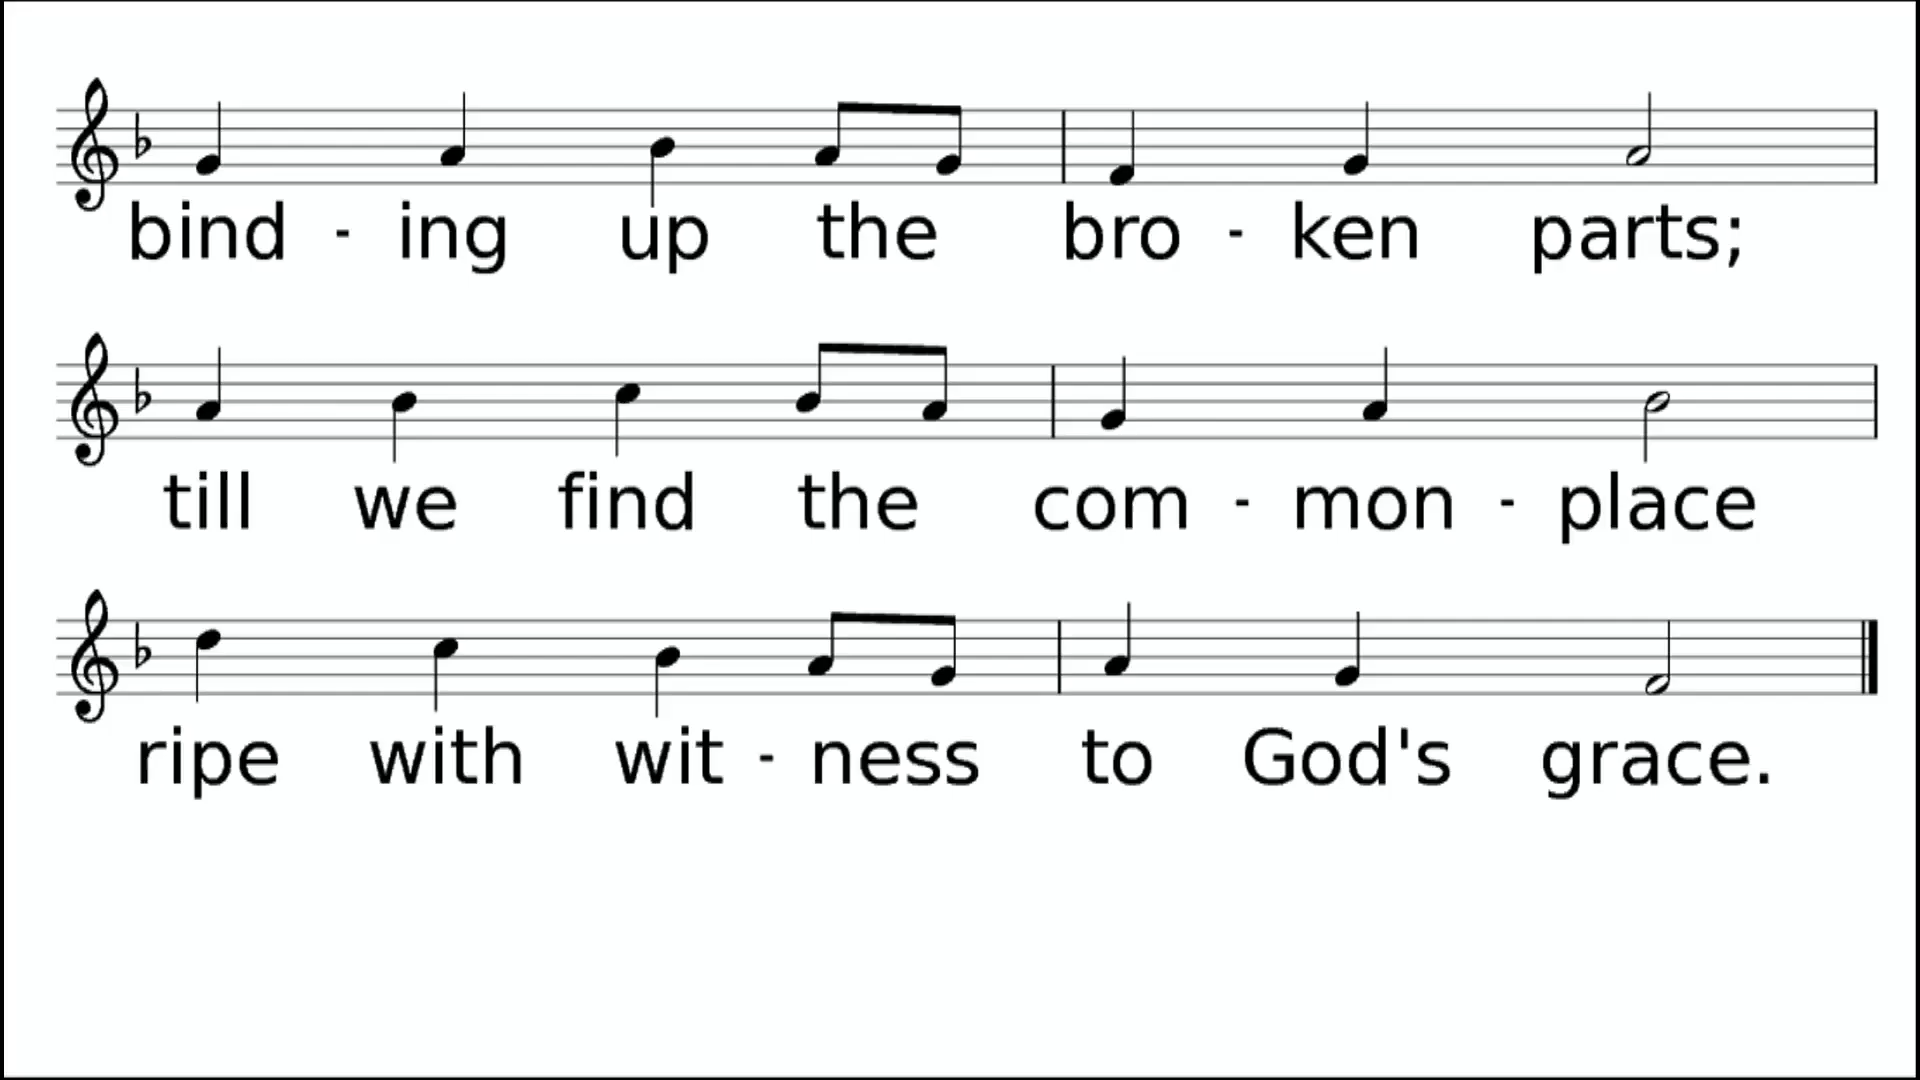 bind - ing up the bro - ken parts;
till we find the com - mon - place
ripe with wit - ness to God's grace.